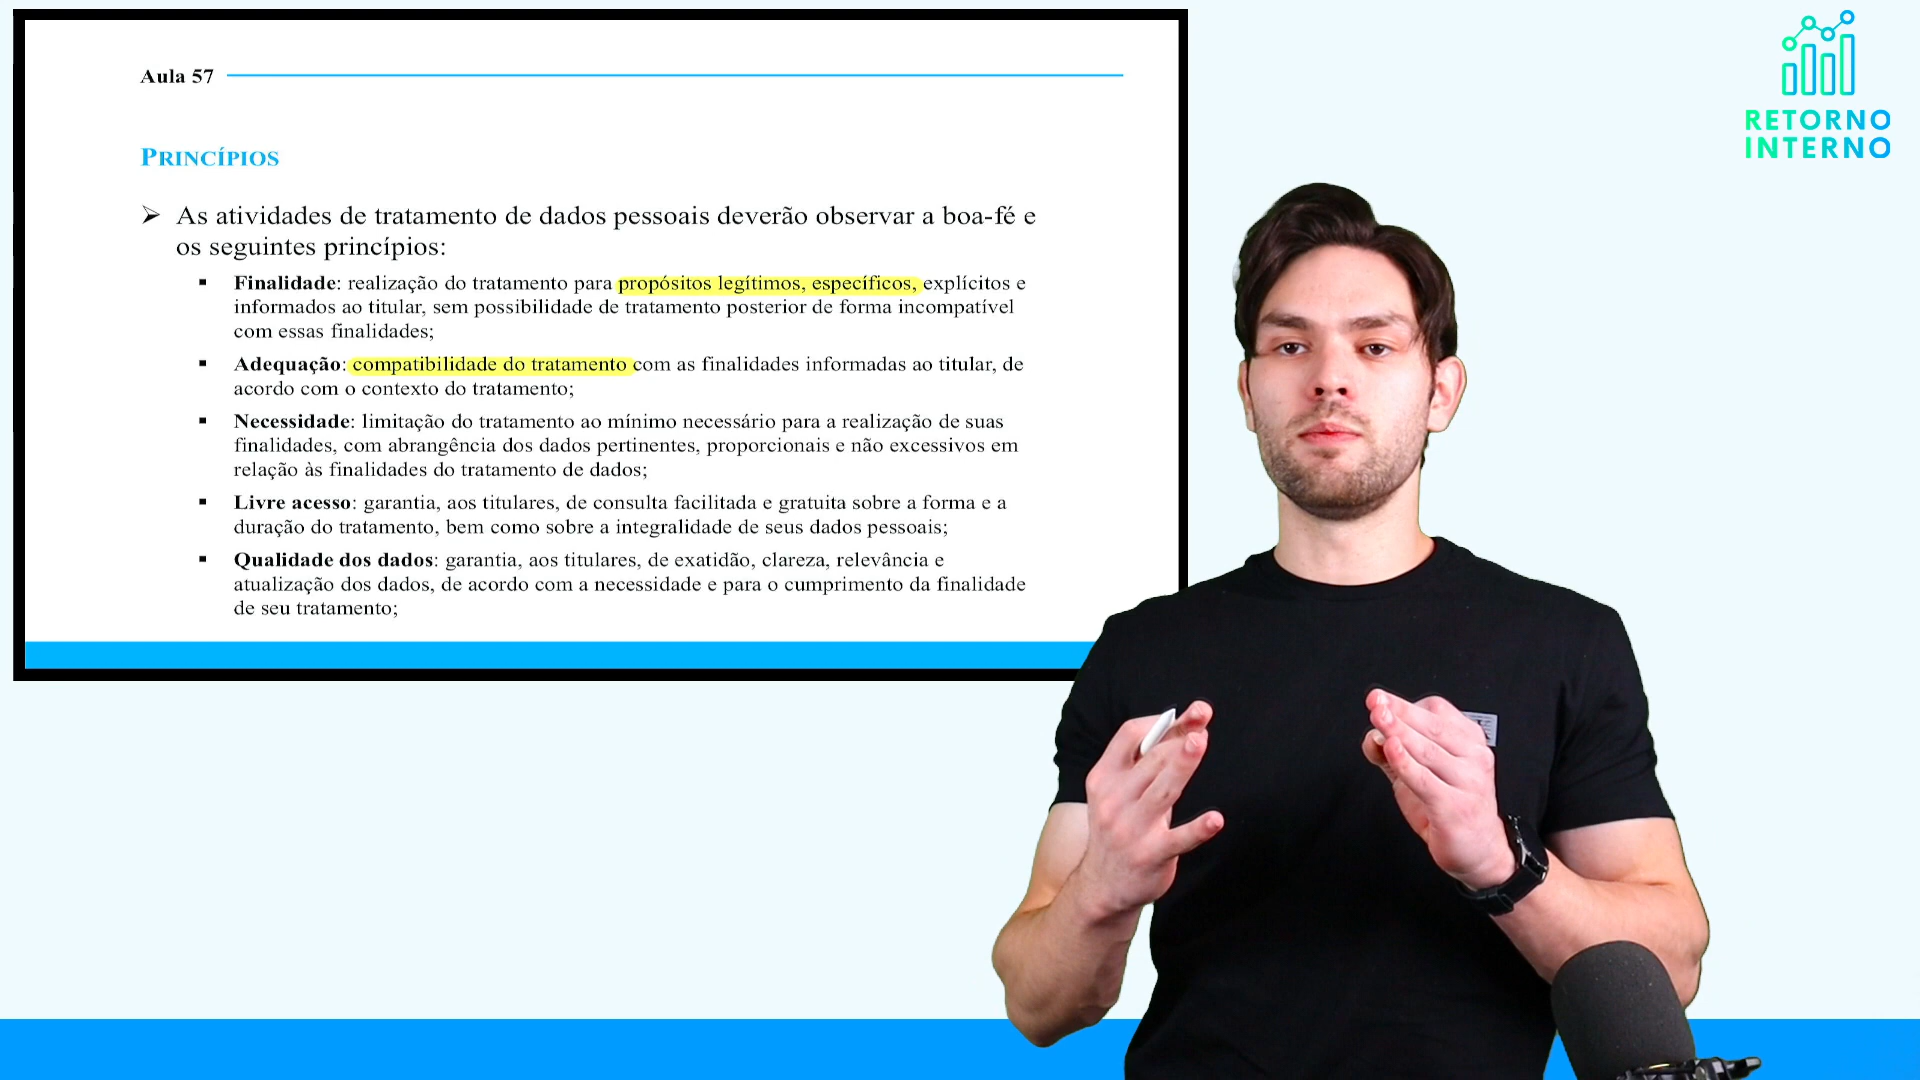 Aula 57
PRINCÍPIOS
As atividades de tratamento de dados pessoais deverão observar a boa-fé e
os seguintes princípios:
Finalidade: realização do tratamento para propósitos legítimos, específicos, explícitos e
informados ao titular, sem possibilidade de tratamento posterior de forma incompatível
com essas finalidades;
Adequação: compatibilidade do tratamento com as finalidades informadas ao titular, de
acordo com o contexto do tratamento;
Necessidade: limitação do tratamento ao mínimo necessário para a realização de suas
finalidades, com abrangência dos dados pertinentes, proporcionais e não excessivos em
relação às finalidades do tratamento de dados;
Livre acesso: garantia, aos titulares, de consulta facilitada e gratuita sobre a forma e a
duração do tratamento, bem como sobre a integralidade de seus dados pessoais;
Qualidade dos dados: garantia, aos titulares, de exatidão, clareza, relevância e
atualização dos dados, de acordo com a necessidade e para o cumprimento da finalidade
de seu tratamento;
RETORNO
INTERNO